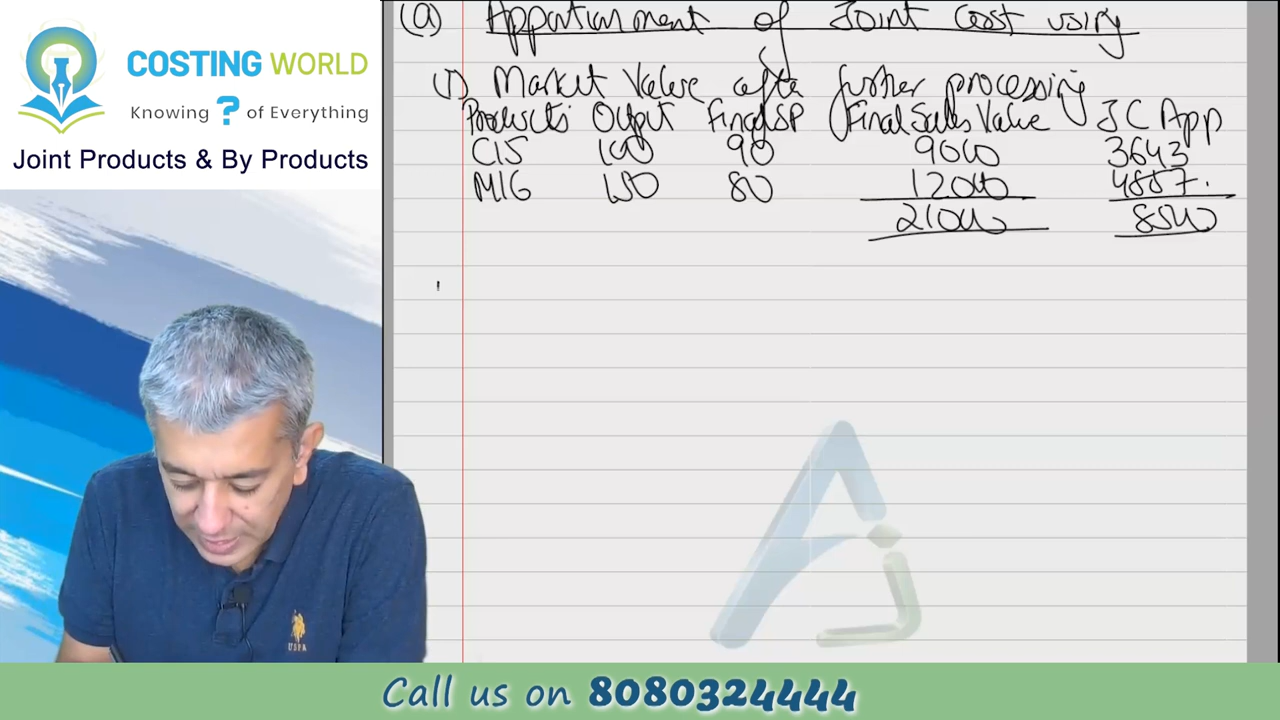 COSTING WORLD
Knowing ? of Everything
Joint Products & By Products
(a) Apportionment of Joint Cost using
(i) Market Value after further processing
Products Output Final SP Final Sales Value JC App
C15 100 90 9000 3643
M16 150 80 12000 4857.
21000 8500
USPA
Call us on 8080324444